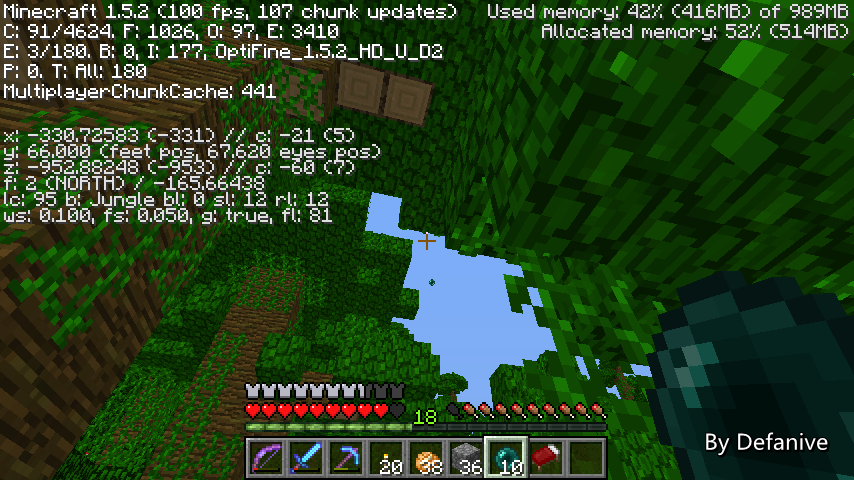 Minecraft 1.5.2 (100 fps, 107 chunk updates)
C: 91/4624, F: 1026, O: 97, E: 3410
E: 3/180, B: 0, I: 177, OptiFine_1.5.2_HD_U_D2
P: 0, T: All: 180
MultiplayerChunkCache: 441
Used memory: 42% (416MB) of 989MB
Allocated memory: 52% (514MB)
x: -330.72583 (-331) // c: -21 (5)
y: 66.000 (feet pos, 67.620 eyes pos)
z: -952.88248 (-953) // c: -60 (7)
f: 2 (NORTH) / -165.66438
lc: 95 b: Jungle bl: 0 sl: 12 rl: 12
ws: 0.100, fs: 0.050, g: true, fl: 81
18
20 38 36 10
By Defanive